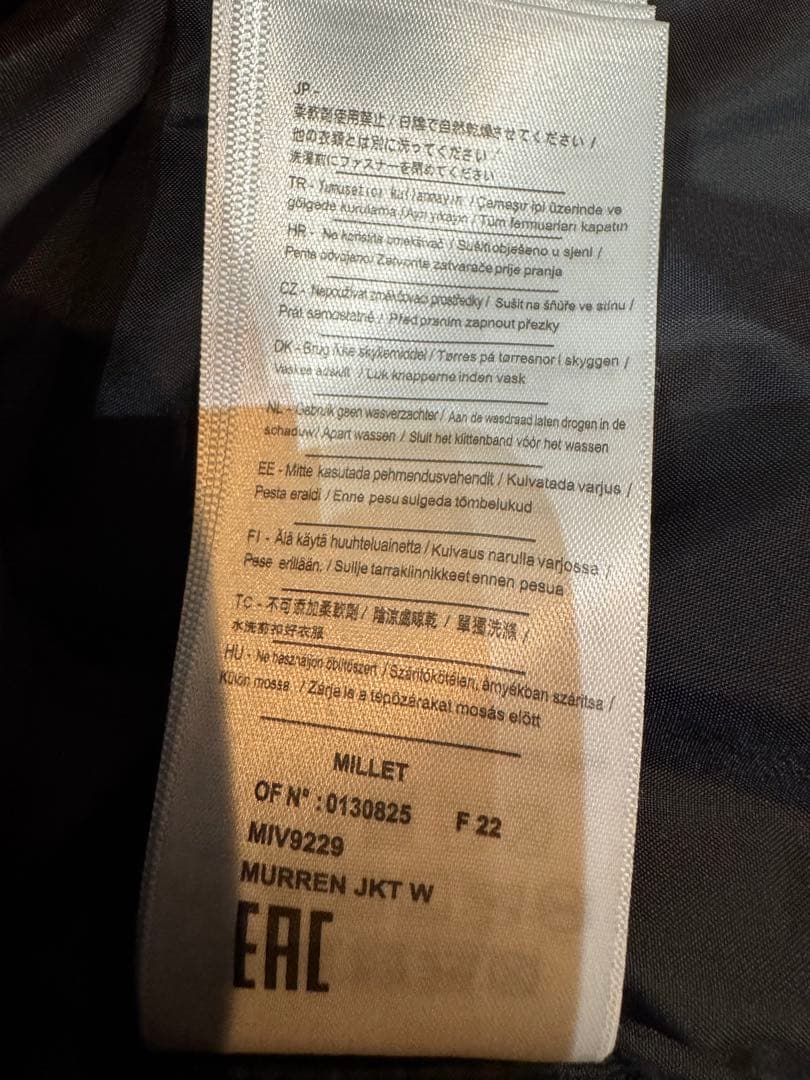 JP -
柔軟剤使用禁止 / 日陰で自然乾燥させてください /
他の衣類とは別に洗ってください /
洗濯前にファスナーを閉めてください
TR - Yumusetici kullanmayin / Çamaşır ipi üzerinde ve
gölgede kurulama / Ayrı yıkayın / Tüm fermuarları kapatın
HR - Ne koristite omekšivač / Sušiti obješeno u sjeni /
Perite odvojeno / Zatvorite zatvarače prije pranja
CZ - Nepoužívat změkčovací prostředky / Sušit na šňůře ve stínu /
Prát samostatně / Před praním zapnout přezky
DK - Brug ikke skyllemiddel / Tørres på tørresnor i skyggen /
Vaskes adskilt / Luk knapperne inden vask
NL - Gebruik geen wasverzachter / Aan de wasdraad laten drogen in de
schaduw / Apart wassen / Sluit het klittenband vóór het wassen
EE - Mitte kasutada pehmendusvahendit / Kuivatada varjus /
Pesta eraldi / Enne pesu sulgeda tõmbelukud
FI - Älä käytä huuhteluainetta / Kuivaus narulla varjossa /
Pese erillään. / Sulje tarrakiinnikkeet ennen pesua
TC - 不可添加柔軟劑 / 陰涼處晾乾 / 單獨洗滌 /
水洗前扣好衣服
HU - Ne használjon öblítőszert / Szárítókötélan, árnyékban szárítsa /
Külön mossa / Zárja le a tépőzárakat mosás előtt
MILLET
OF N° : 0130825 F 22
MIV9229
MURREN JKT W
EAC